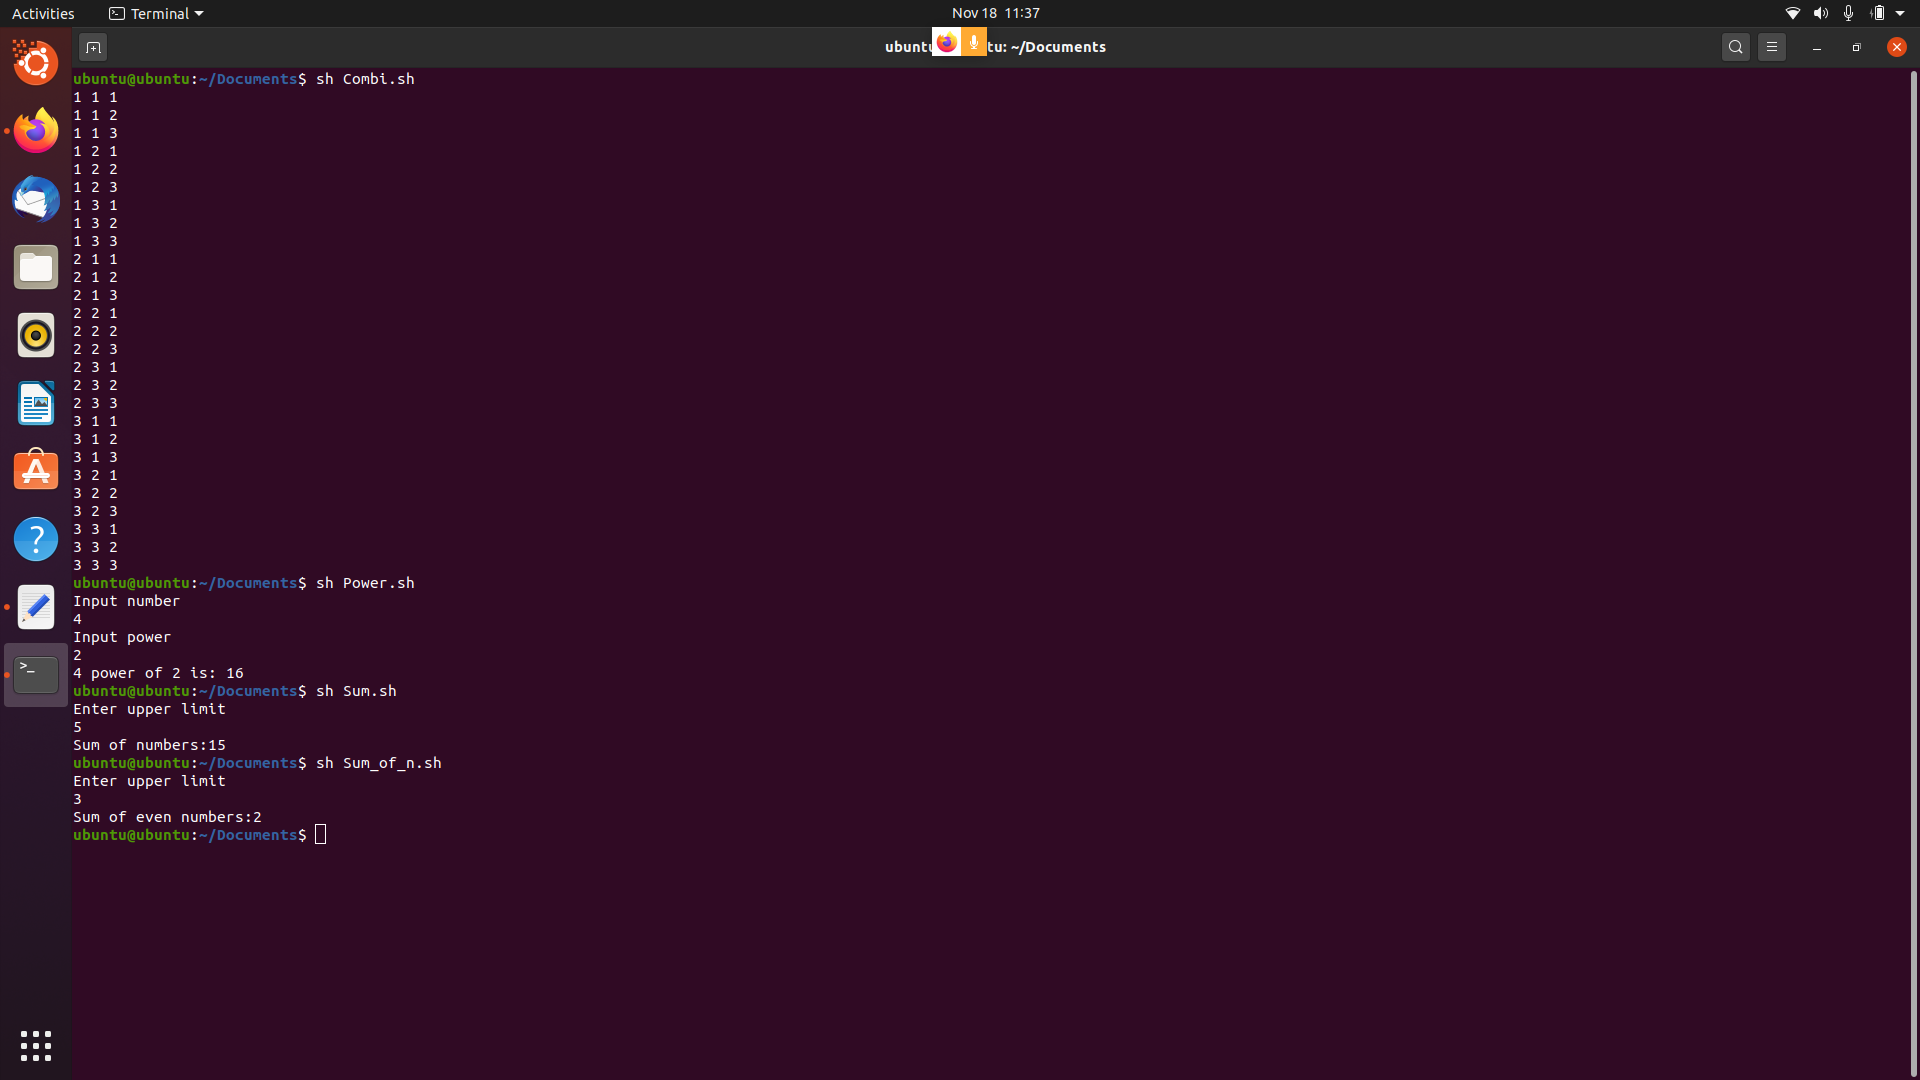 Activities Terminal Nov 18 11:37
ubuntu tu: ~/Documents
ubuntu@ubuntu:~/Documents$ sh Combi.sh
1 1 1
1 1 2
1 1 3
1 2 1
1 2 2
1 2 3
1 3 1
1 3 2
1 3 3
2 1 1
2 1 2
2 1 3
2 2 1
2 2 2
2 2 3
2 3 1
2 3 2
2 3 3
3 1 1
3 1 2
3 1 3
3 2 1
3 2 2
3 2 3
3 3 1
3 3 2
3 3 3
ubuntu@ubuntu:~/Documents$ sh Power.sh
Input number
4
Input power
2
4 power of 2 is: 16
ubuntu@ubuntu:~/Documents$ sh Sum.sh
Enter upper limit
5
Sum of numbers:15
ubuntu@ubuntu:~/Documents$ sh Sum_of_n.sh
Enter upper limit
3
Sum of even numbers:2
ubuntu@ubuntu:~/Documents$